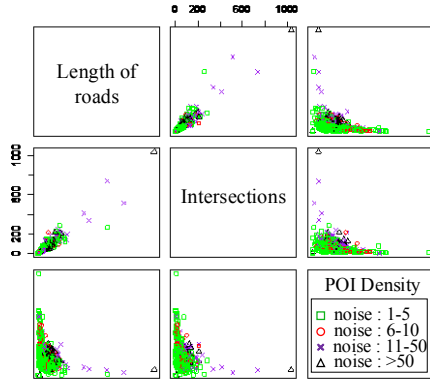 0 200 600 1000
Length of
roads
1000
600
200
0
Intersections
POI Density
noise : 1-5
noise : 6-10
noise : 11-50
noise : >50